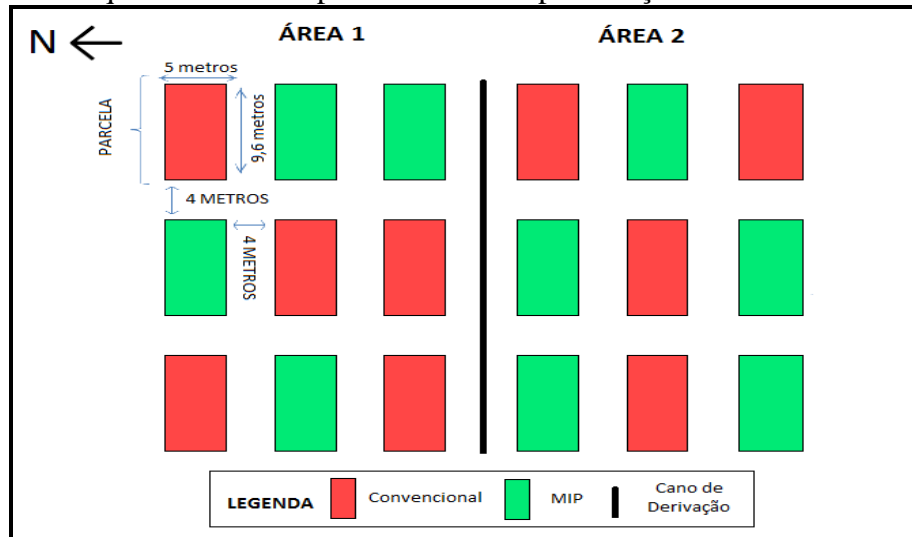 N
ÁREA 1
ÁREA 2
5 metros
PARCELA
9,6 metros
4 METROS
4 METROS
LEGENDA
Convencional
MIP
Cano de
Derivação